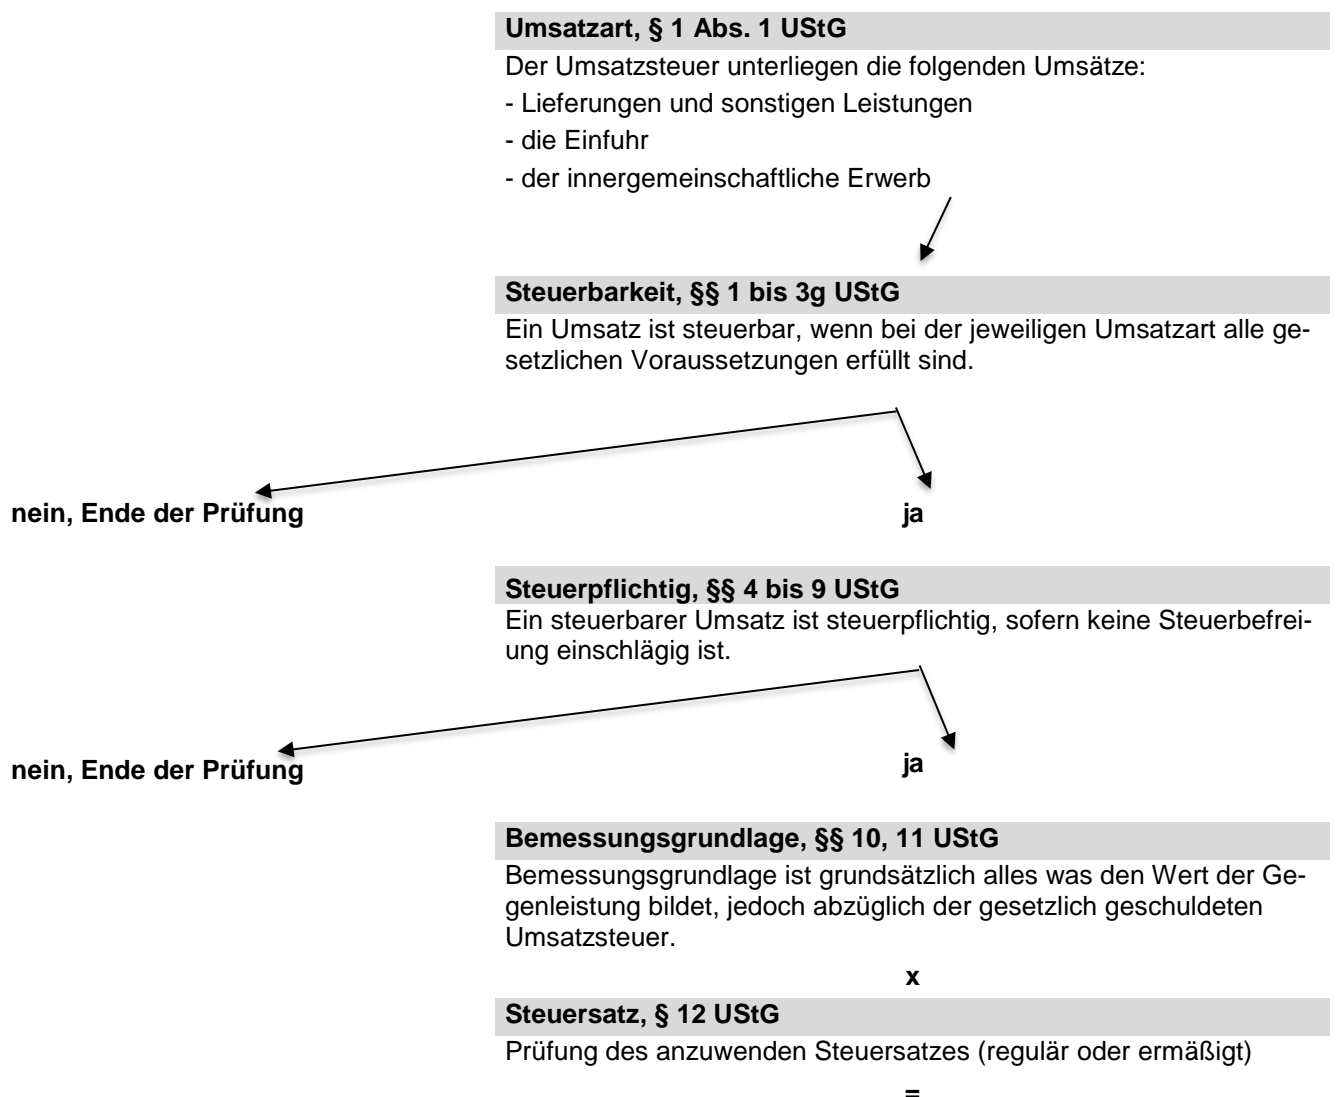 Umsatzart, § 1 Abs. 1 UStG
Der Umsatzsteuer unterliegen die folgenden Umsätze:
- Lieferungen und sonstigen Leistungen
- die Einfuhr
- der innergemeinschaftliche Erwerb
Steuerbarkeit, §§ 1 bis 3g UStG
Ein Umsatz ist steuerbar, wenn bei der jeweiligen Umsatzart alle ge-
setzlichen Voraussetzungen erfüllt sind.
nein, Ende der Prüfung
ja
Steuerpflichtig, §§ 4 bis 9 UStG
Ein steuerbarer Umsatz ist steuerpflichtig, sofern keine Steuerbefrei-
ung einschlägig ist.
nein, Ende der Prüfung
ja
Bemessungsgrundlage, §§ 10, 11 UStG
Bemessungsgrundlage ist grundsätzlich alles was den Wert der Ge-
genleistung bildet, jedoch abzüglich der gesetzlich geschuldeten
Umsatzsteuer.
x
Steuersatz, § 12 UStG
Prüfung des anzuwenden Steuersatzes (regulär oder ermäßigt)
=